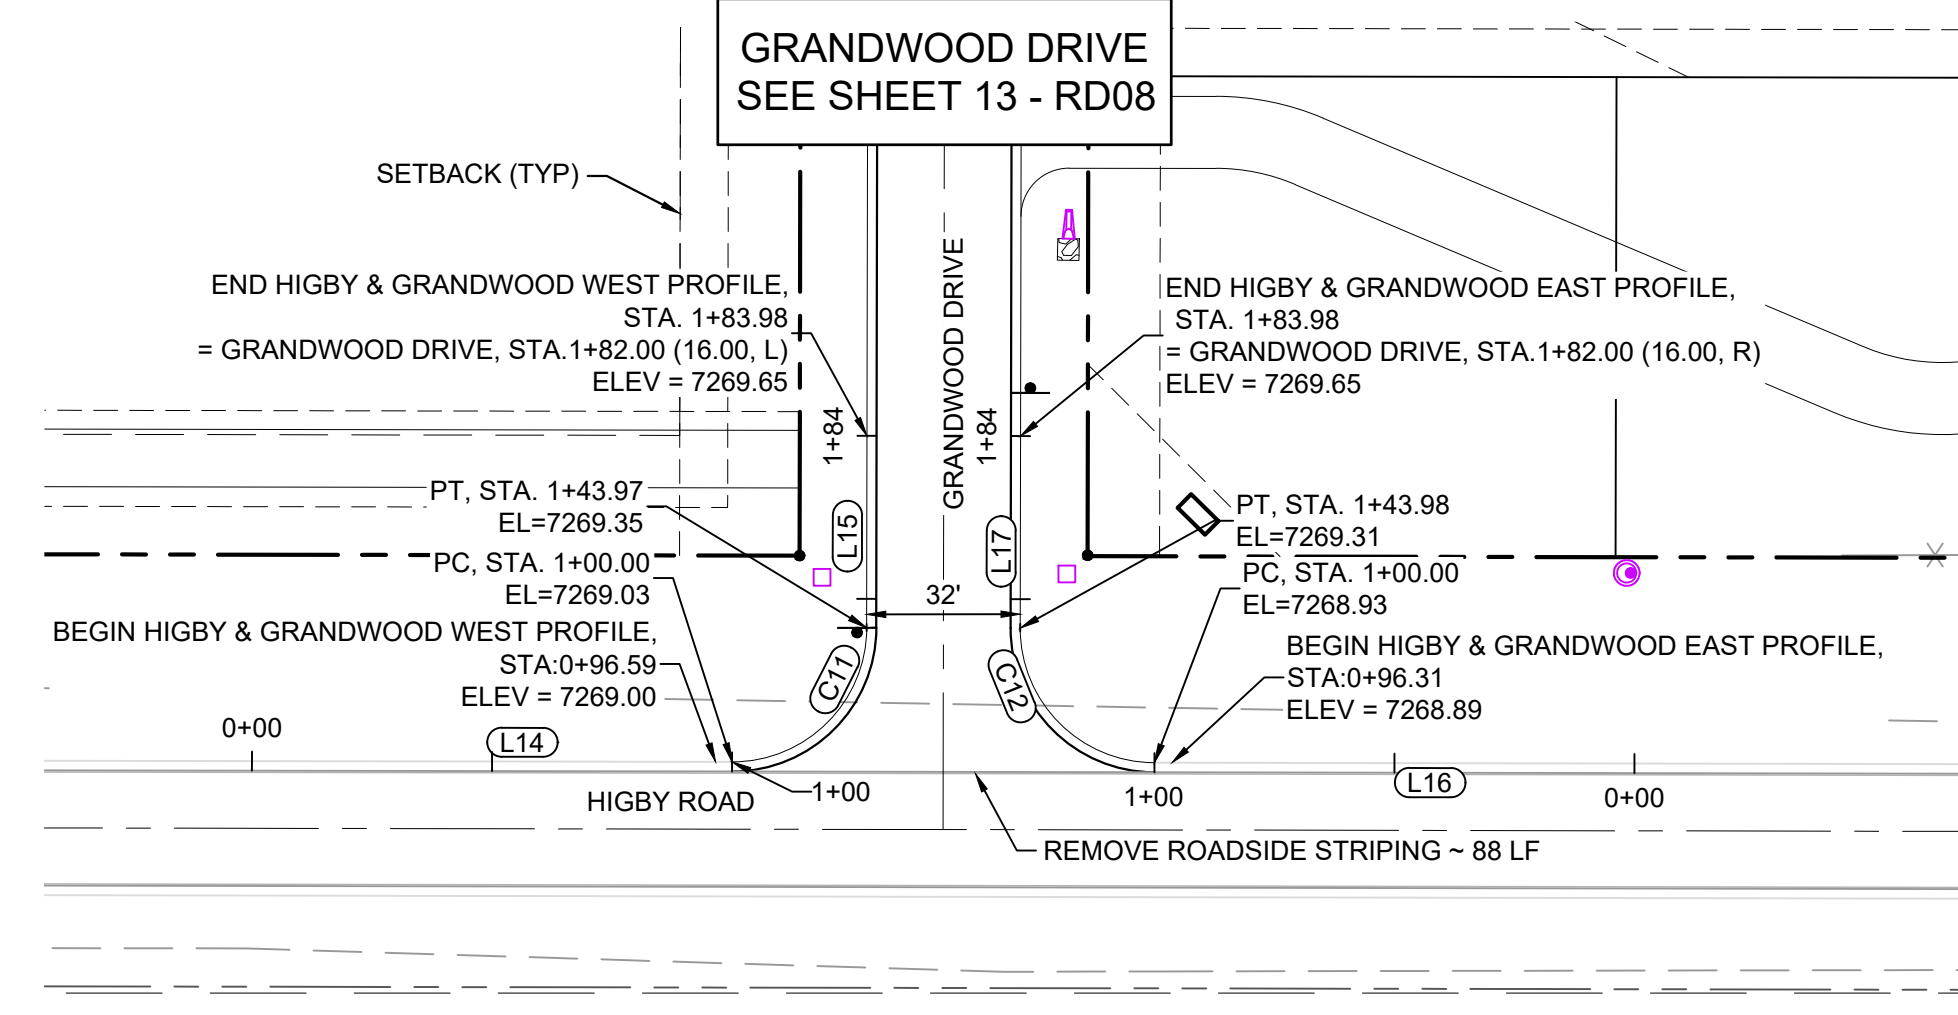 GRANDWOOD DRIVE
SEE SHEET 13 - RD08
SETBACK (TYP)
END HIGBY & GRANDWOOD WEST PROFILE,
STA. 1+83.98
= GRANDWOOD DRIVE, STA.1+82.00 (16.00, L)
ELEV = 7269.65
END HIGBY & GRANDWOOD EAST PROFILE,
STA. 1+83.98
= GRANDWOOD DRIVE, STA.1+82.00 (16.00, R)
ELEV = 7269.65
1+84
GRANDWOOD DRIVE
1+84
PT, STA. 1+43.97
EL=7269.35
L15
L17
PT, STA. 1+43.98
EL=7269.31
PC, STA. 1+00.00
EL=7269.03
32'
PC, STA. 1+00.00
EL=7268.93
BEGIN HIGBY & GRANDWOOD WEST PROFILE,
STA:0+96.59
ELEV = 7269.00
C11
C12
BEGIN HIGBY & GRANDWOOD EAST PROFILE,
STA:0+96.31
ELEV = 7268.89
0+00
L14
HIGBY ROAD
1+00
1+00
L16
0+00
REMOVE ROADSIDE STRIPING ~ 88 LF